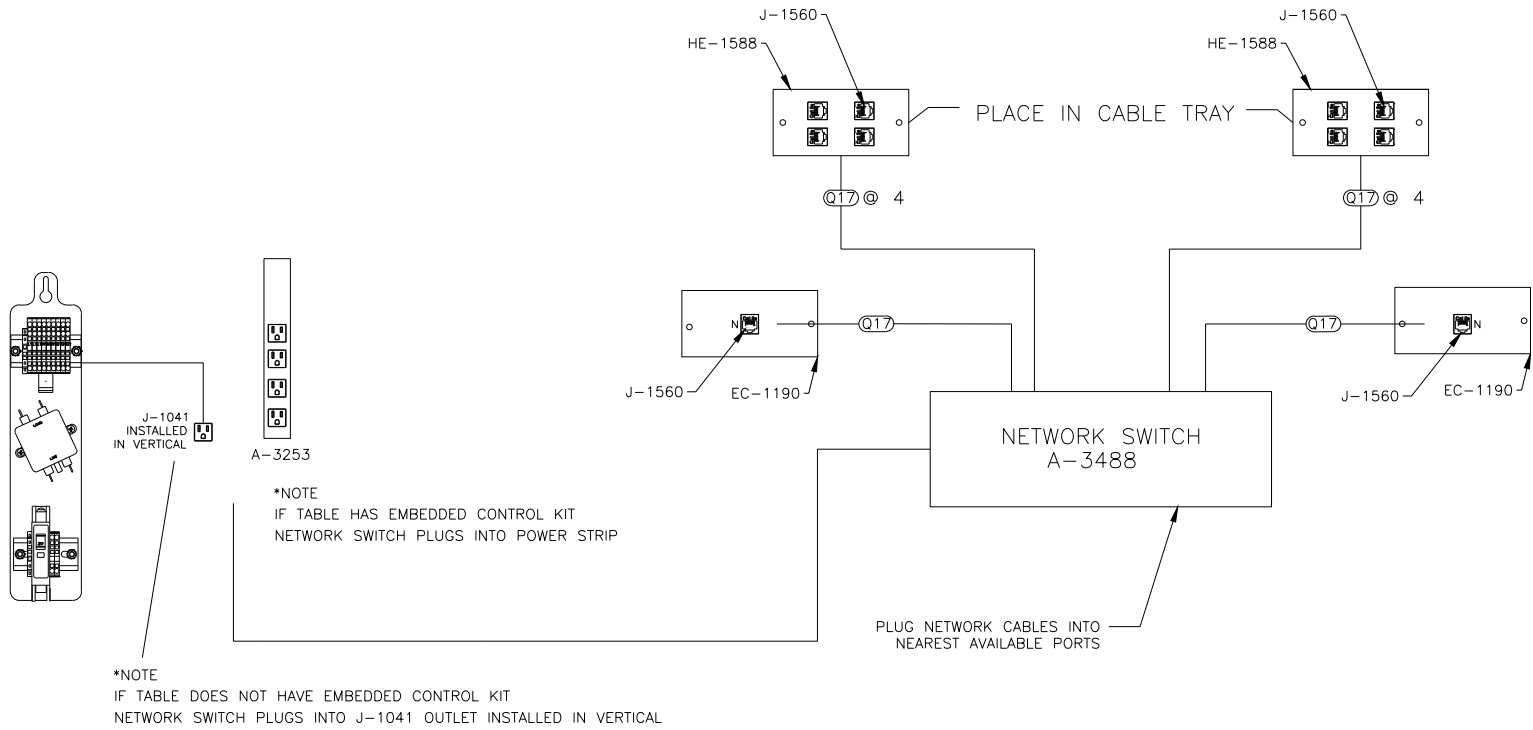 J-1560
HE-1588
J-1560
HE-1588
PLACE IN CABLE TRAY
Q17 @ 4
Q17 @ 4
N
Q17
J-1560
EC-1190
Q17
N
J-1560
EC-1190
J-1041
INSTALLED
IN VERTICAL
A-3253
NETWORK SWITCH
A-3488
*NOTE
IF TABLE HAS EMBEDDED CONTROL KIT
NETWORK SWITCH PLUGS INTO POWER STRIP
PLUG NETWORK CABLES INTO
NEAREST AVAILABLE PORTS
*NOTE
IF TABLE DOES NOT HAVE EMBEDDED CONTROL KIT
NETWORK SWITCH PLUGS INTO J-1041 OUTLET INSTALLED IN VERTICAL